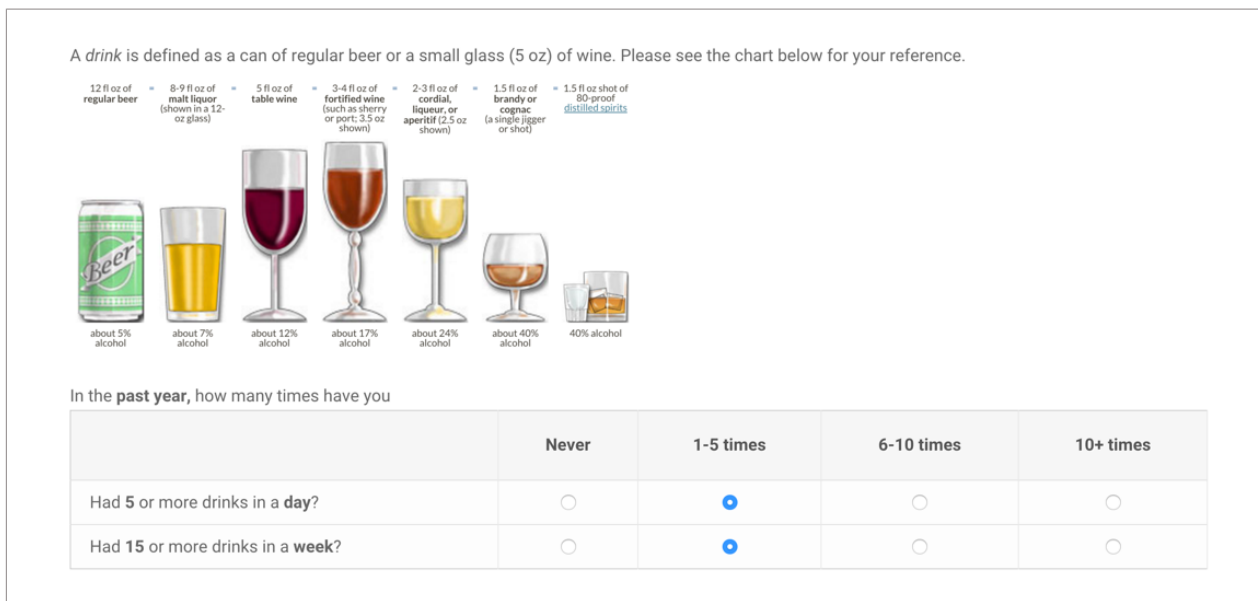 A drink is defined as a can of regular beer or a small glass (5 oz) of wine. Please see the chart below for your reference.
12 fl oz of
regular beer
=
8-9 fl oz of
malt liquor
(shown in a 12-
oz glass)
=
5 fl oz of
table wine
=
3-4 fl oz of
fortified wine
(such as sherry
or port; 3.5 oz
shown)
=
2-3 fl oz of
cordial,
liqueur, or
aperitif (2.5 oz
shown)
=
1.5 fl oz of
brandy or
cognac
(a single jigger
or shot)
=
1.5 fl oz shot of
80-proof
distilled spirits
Beer
about 5%
alcohol
about 7%
alcohol
about 12%
alcohol
about 17%
alcohol
about 24%
alcohol
about 40%
alcohol
40% alcohol
In the past year, how many times have you
Never 1-5 times 6-10 times 10+ times
Had 5 or more drinks in a day?
Had 15 or more drinks in a week?